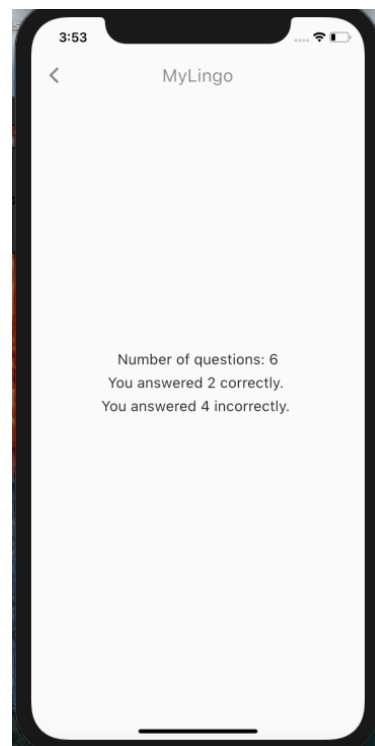 3:53
MyLingo
Number of questions: 6
You answered 2 correctly.
You answered 4 incorrectly.